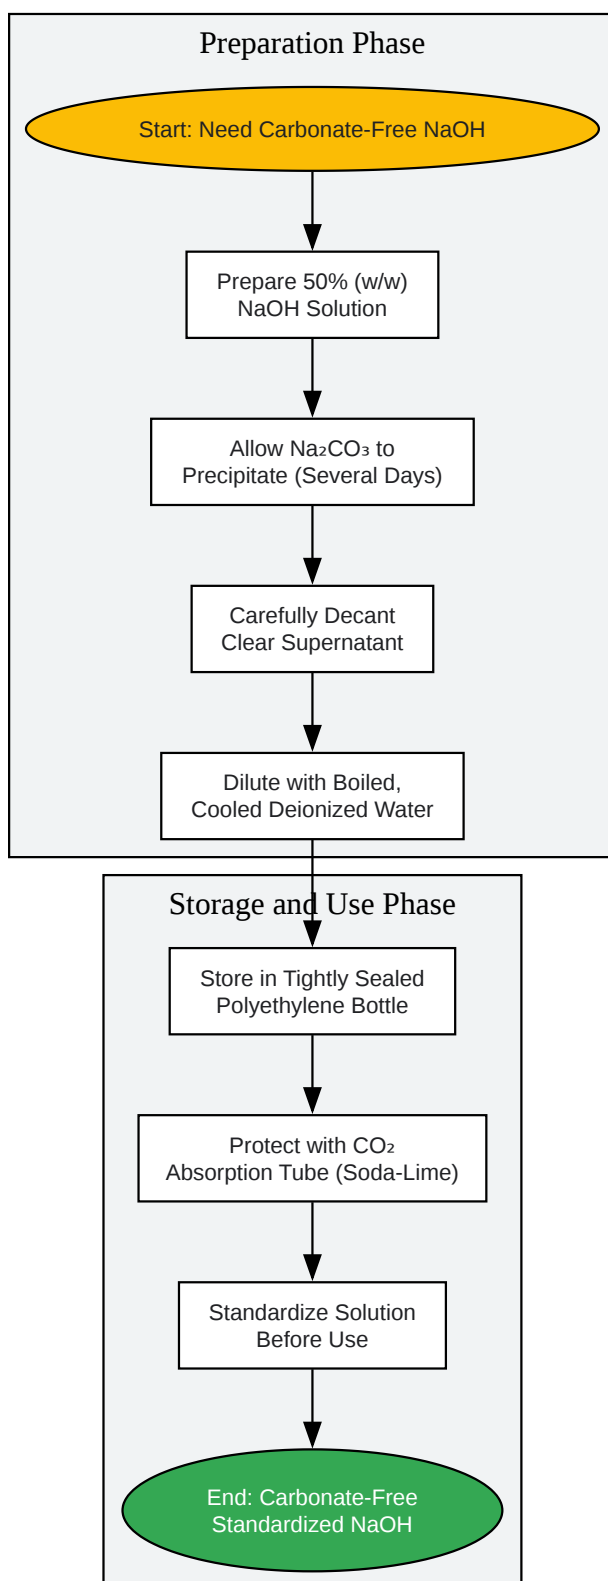 Preparation Phase
Start: Need Carbonate-Free NaOH
Prepare 50% (w/w)
NaOH Solution
Allow Na₂CO₃ to
Precipitate (Several Days)
Carefully Decant
Clear Supernatant
Dilute with Boiled,
Cooled Deionized Water
Storage and Use Phase
Store in Tightly Sealed
Polyethylene Bottle
Protect with CO₂
Absorption Tube (Soda-Lime)
Standardize Solution
Before Use
End: Carbonate-Free
Standardized NaOH